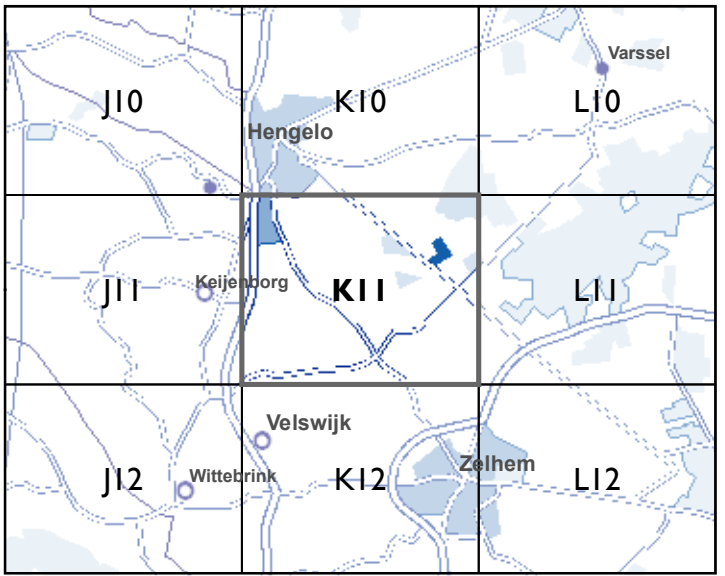 Varssel
J10
K10
L10
Hengelo
Keijenborg
J11
K11
L11
Velswijk
Zelhem
Wittebrink
J12
K12
L12